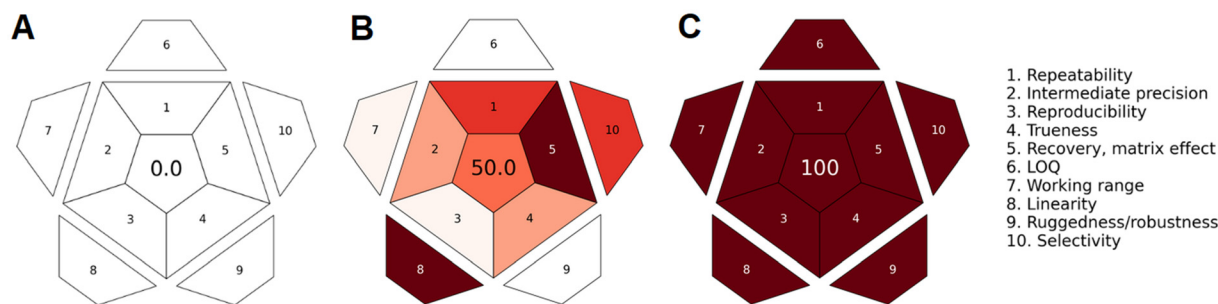 A
6
7
1
10
2
5
0.0
3
4
8
9
B
6
7
1
10
2
5
50.0
3
4
8
9
C
6
7
1
10
2
5
100
3
4
8
9
1. Repeatability
2. Intermediate precision
3. Reproducibility
4. Trueness
5. Recovery, matrix effect
6. LOQ
7. Working range
8. Linearity
9. Ruggedness/robustness
10. Selectivity